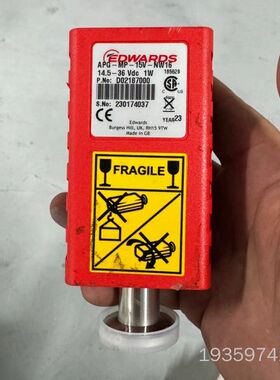 EDWARDS
APG-MP-15V-NW16
14.5-36 Vdc 1W
185029
P.No: D02187000
S.No: 230174037
YEAR23
Edwards
Burgess Hill, UK, RH15 9TW
Made in GB
FRAGILE
1935974